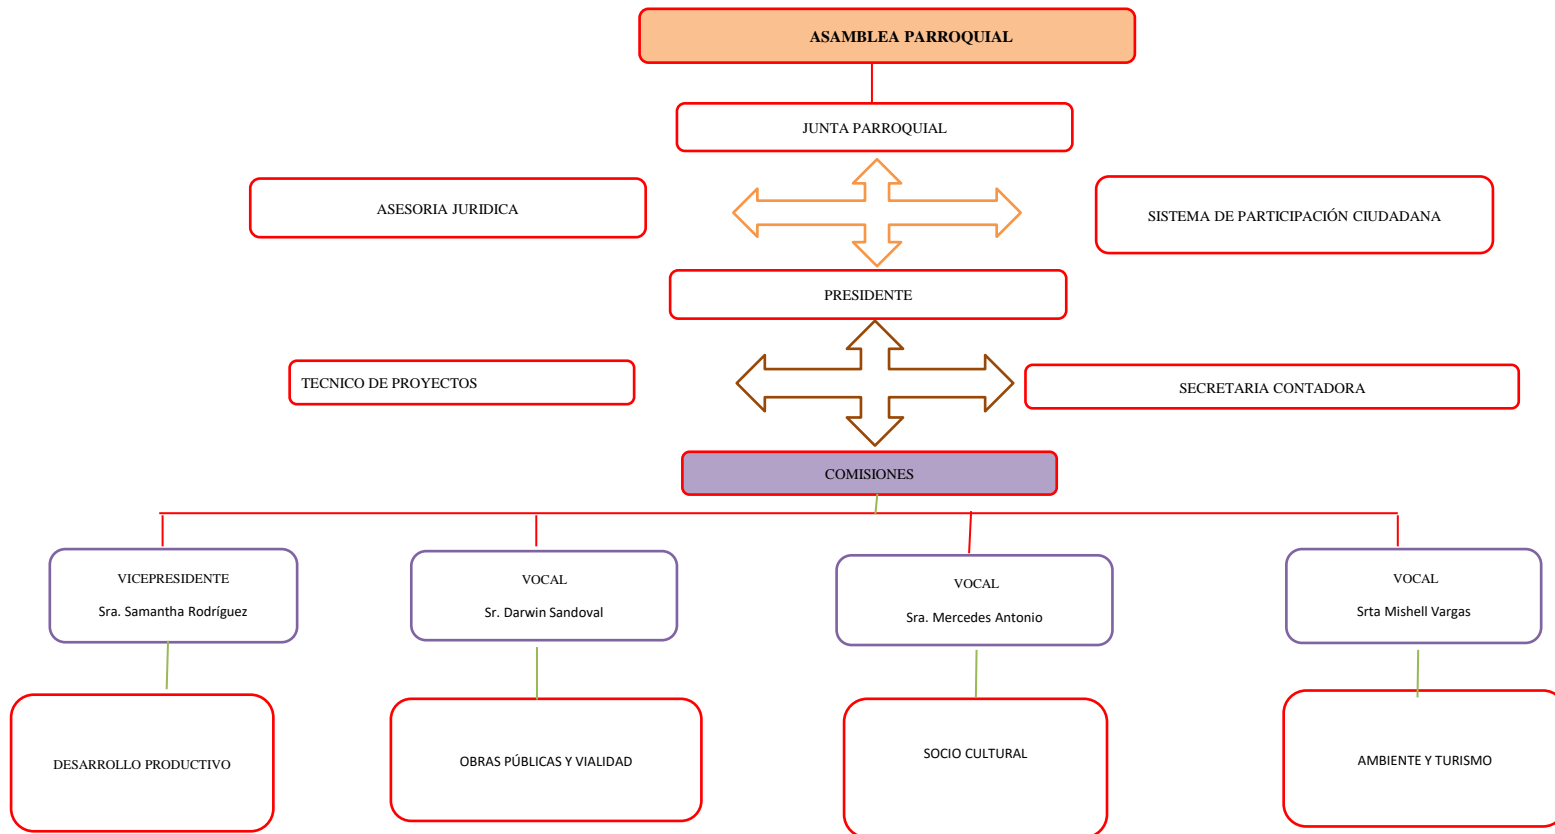 ASAMBLEA PARROQUIAL
JUNTA PARROQUIAL
ASESORIA JURIDICA
SISTEMA DE PARTICIPACIÓN CIUDADANA
PRESIDENTE
TECNICO DE PROYECTOS
SECRETARIA CONTADORA
COMISIONES
VICEPRESIDENTE
Sra. Samantha Rodríguez
VOCAL
Sr. Darwin Sandoval
VOCAL
Sra. Mercedes Antonio
VOCAL
Srta Mishell Vargas
DESARROLLO PRODUCTIVO
OBRAS PÚBLICAS Y VIALIDAD
SOCIO CULTURAL
AMBIENTE Y TURISMO